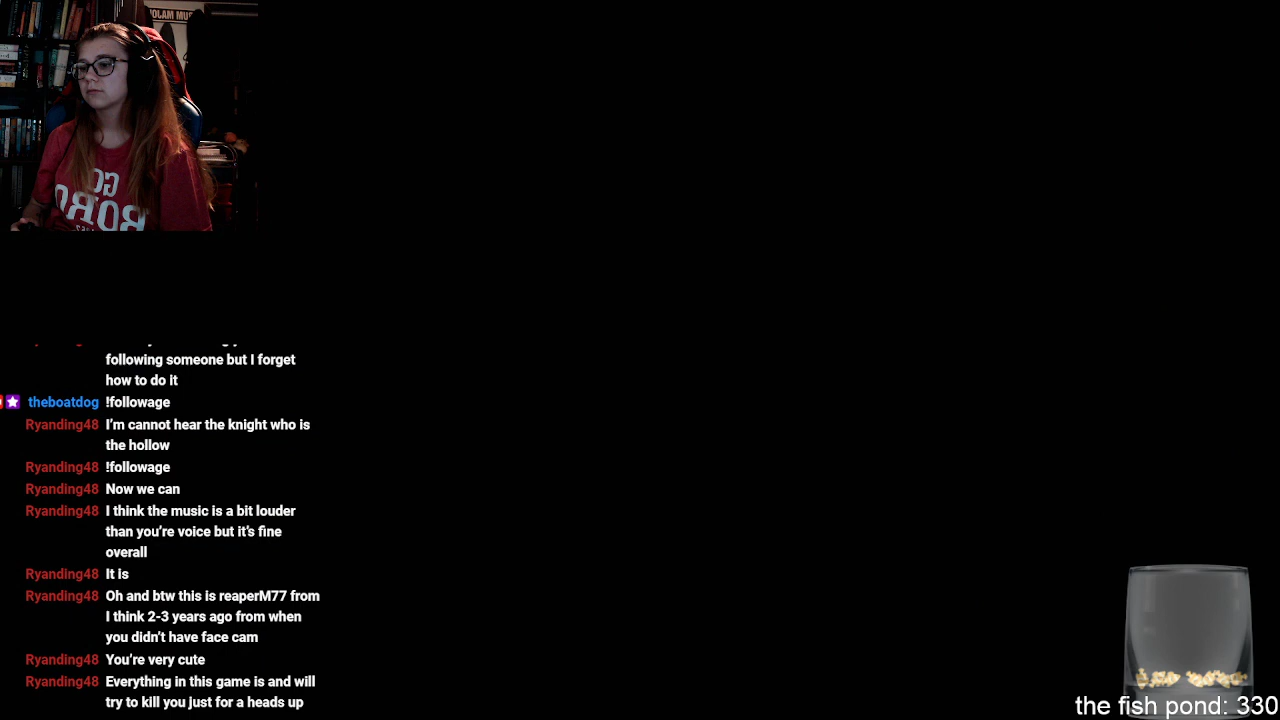 OLAM MUS
GO
BORO
following someone but I forget
how to do it
theboatdog !followage
Ryanding48 I'm cannot hear the knight who is
the hollow
Ryanding48 !followage
Ryanding48 Now we can
Ryanding48 I think the music is a bit louder
than you're voice but it's fine
overall
Ryanding48 It is
Ryanding48 Oh and btw this is reaperM77 from
I think 2-3 years ago from when
you didn't have face cam
Ryanding48 You're very cute
Ryanding48 Everything in this game is and will
try to kill you just for a heads up
the fish pond: 330